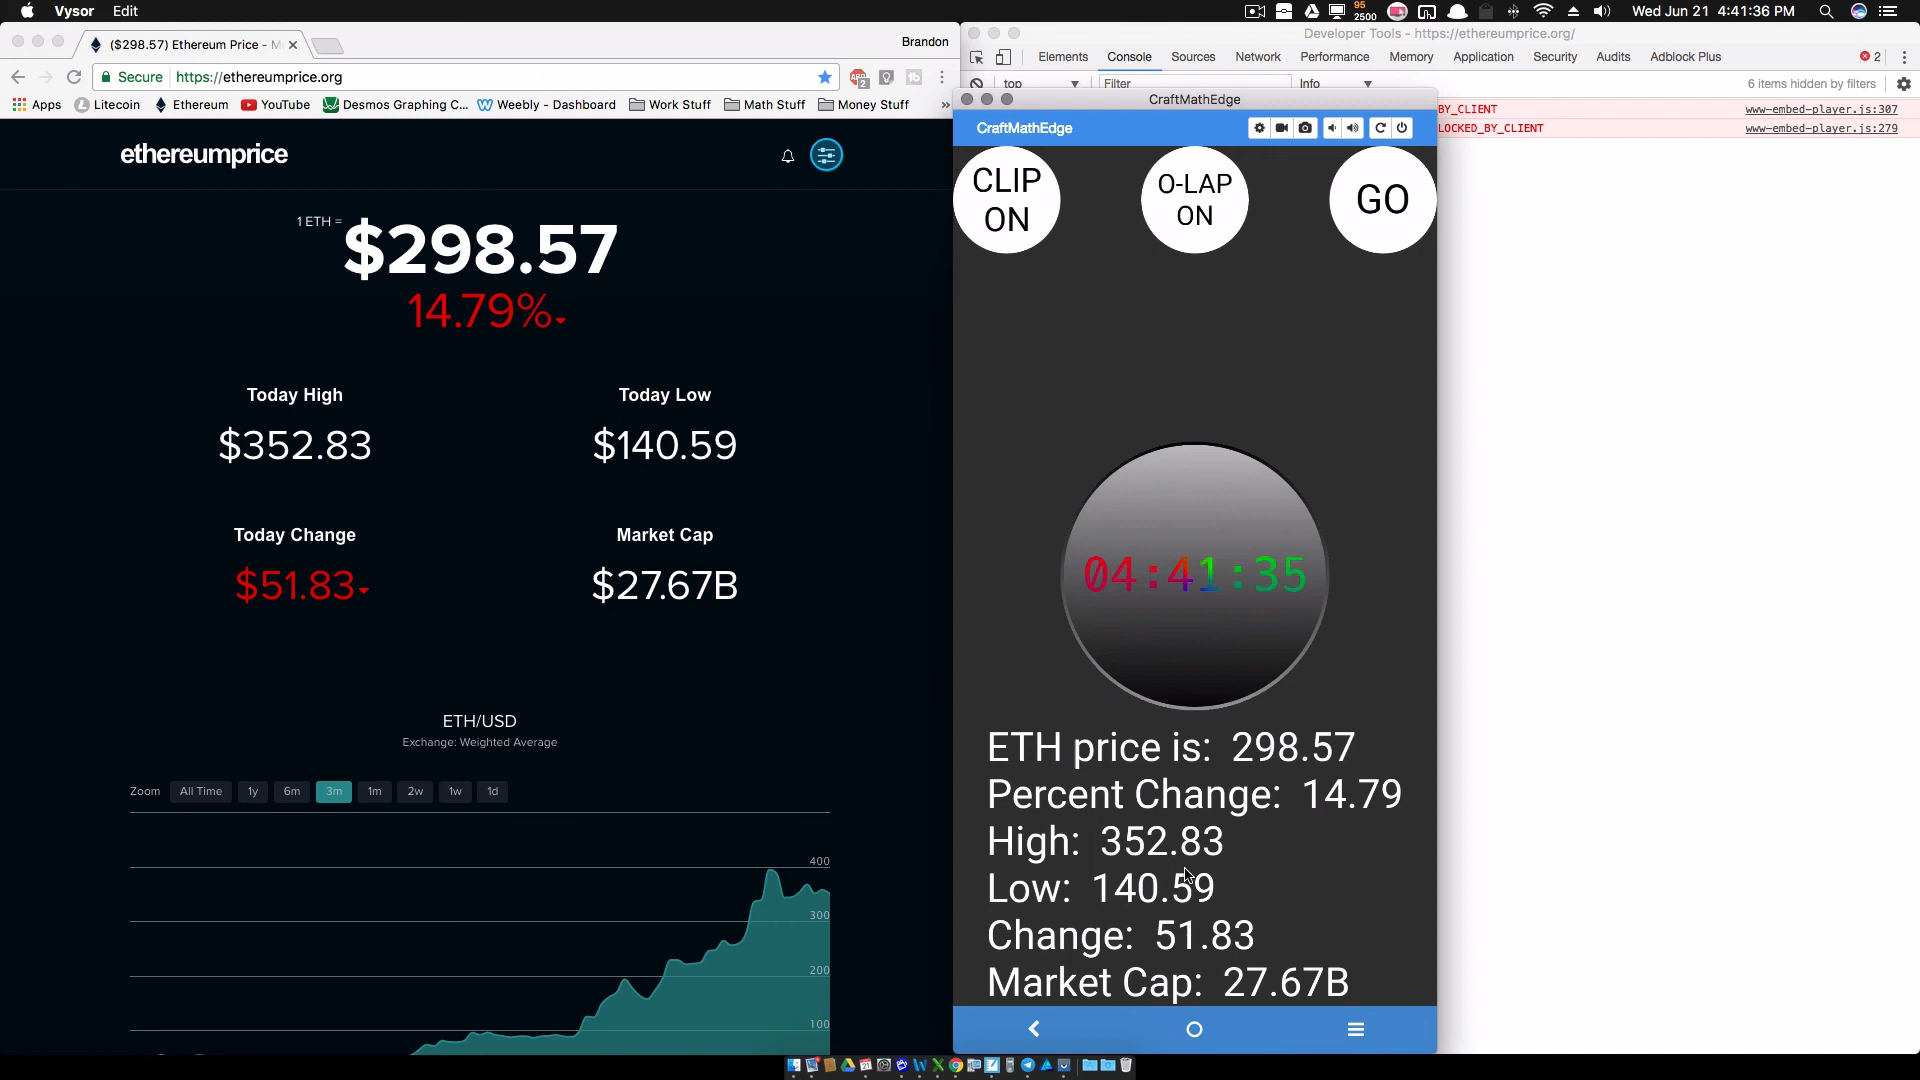 Vysor Edit
95
2500
Wed Jun 21 4:41:36 PM
($298.57) Ethereum Price - M
Brandon
Secure https://ethereumprice.org
Apps Litecoin Ethereum YouTube Desmos Graphing C... Weebly - Dashboard Work Stuff Math Stuff Money Stuff »
ethereumprice
1 ETH =
$298.57
14.79%
Today High Today Low
$352.83 $140.59
Today Change Market Cap
$51.83 $27.67B
ETH/USD
Exchange: Weighted Average
Zoom All Time 1y 6m 3m 1m 2w 1w 1d
400
300
200
100
Developer Tools - https://ethereumprice.org/
Elements Console Sources Network Performance Memory Application Security Audits Adblock Plus 2
top Filter Info 6 items hidden by filters
BY_CLIENT www-embed-player.js:307
LOCKED_BY_CLIENT www-embed-player.js:279
CraftMathEdge
CraftMathEdge
CLIP
ON
O-LAP
ON
GO
04:41:35
ETH price is: 298.57
Percent Change: 14.79
High: 352.83
Low: 140.59
Change: 51.83
Market Cap: 27.67B